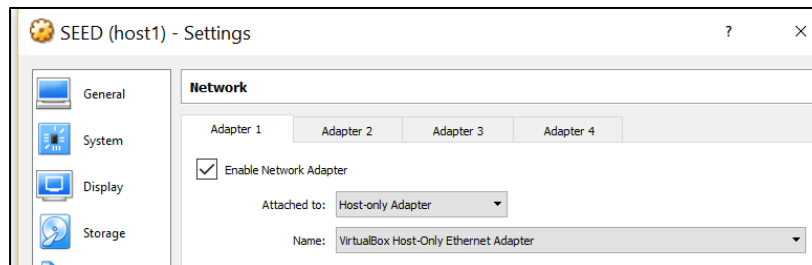 SEED (host1) - Settings
?
×
General
System
Display
Storage
Network
Adapter 1 Adapter 2 Adapter 3 Adapter 4
Enable Network Adapter
Attached to: Host-only Adapter
Name: VirtualBox Host-Only Ethernet Adapter